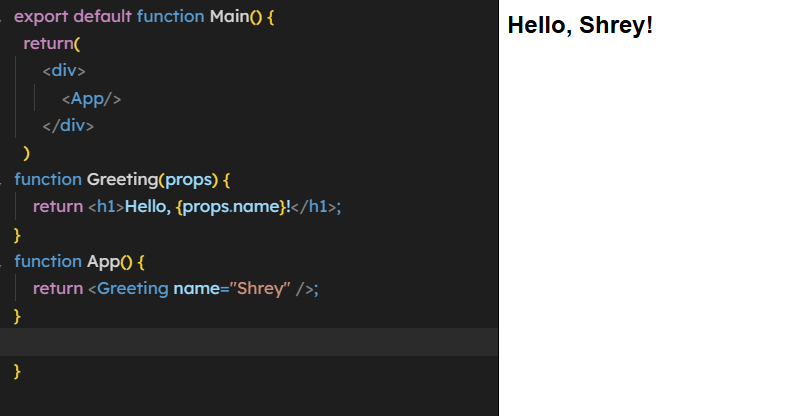 export default function Main() {
return(
<div>
<App/>
</div>
)
function Greeting(props) {
return <h1>Hello, {props.name}!</h1>;
}
function App() {
return <Greeting name="Shrey" />;
}
}
Hello, Shrey!